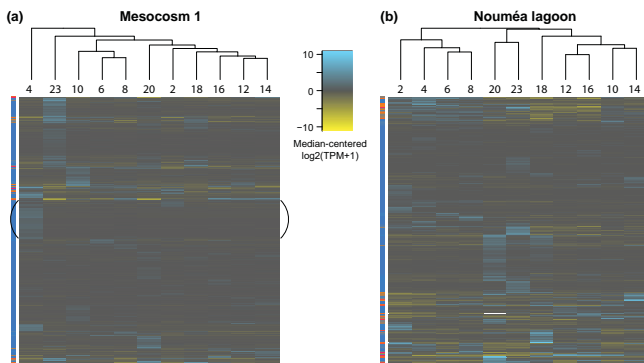 (a) Mesocosm 1
4 23 10 6 8 20 2 18 16 12 14
10
0
−10
Median-centered
log2(TPM+1)
(b) Nouméa lagoon
2 4 6 8 20 23 18 12 16 10 14